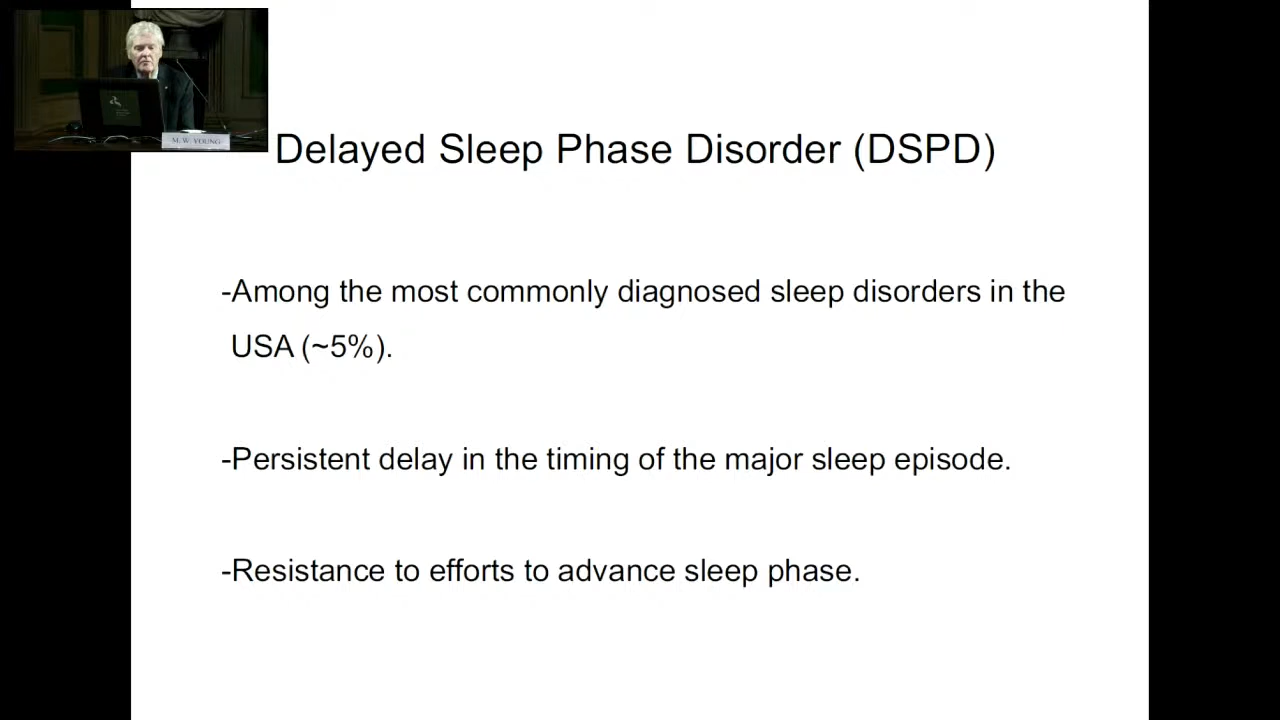 M. W. YOUNG
Delayed Sleep Phase Disorder (DSPD)
-Among the most commonly diagnosed sleep disorders in the
USA (~5%).
-Persistent delay in the timing of the major sleep episode.
-Resistance to efforts to advance sleep phase.